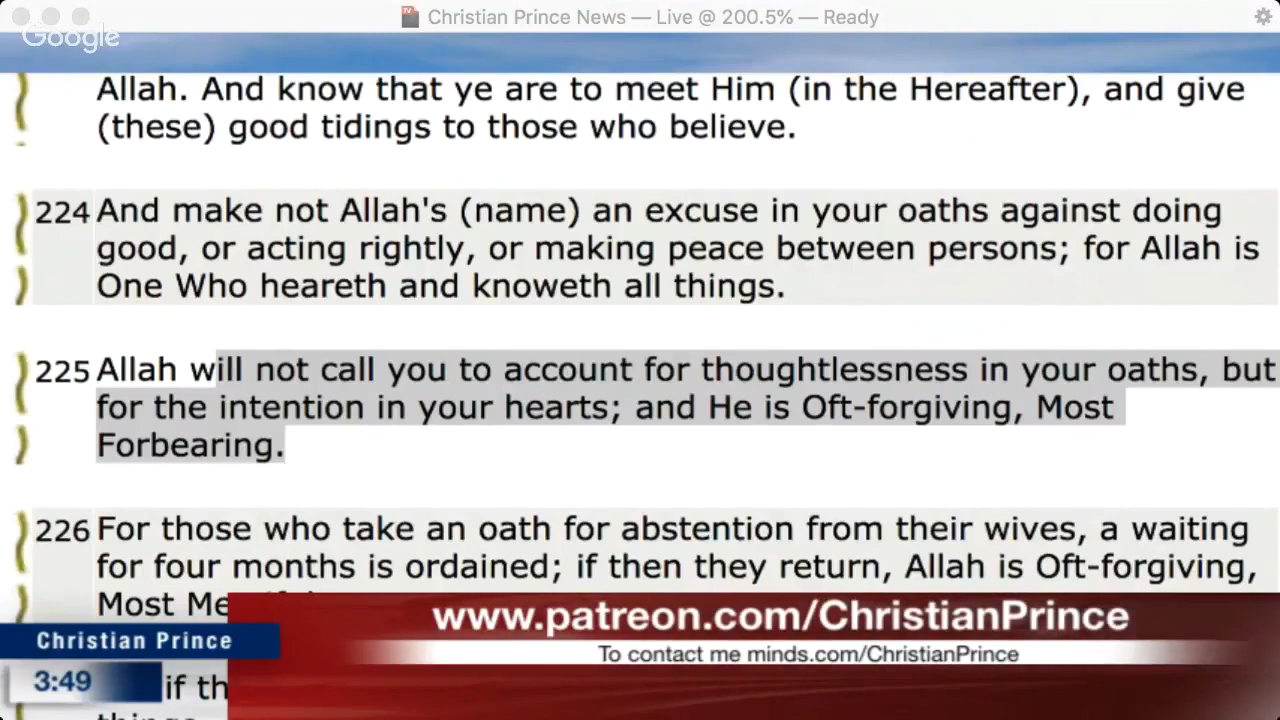 Christian Prince News — Live @ 200.5% — Ready
Google
Allah. And know that ye are to meet Him (in the Hereafter), and give
(these) good tidings to those who believe.
224 And make not Allah's (name) an excuse in your oaths against doing
good, or acting rightly, or making peace between persons; for Allah is
One Who heareth and knoweth all things.
225 Allah will not call you to account for thoughtlessness in your oaths, but
for the intention in your hearts; and He is Oft-forgiving, Most
Forbearing.
226 For those who take an oath for abstention from their wives, a waiting
for four months is ordained; if then they return, Allah is Oft-forgiving,
Most
www.patreon.com/ChristianPrince
Christian Prince
To contact me minds.com/ChristianPrince
3:49
if